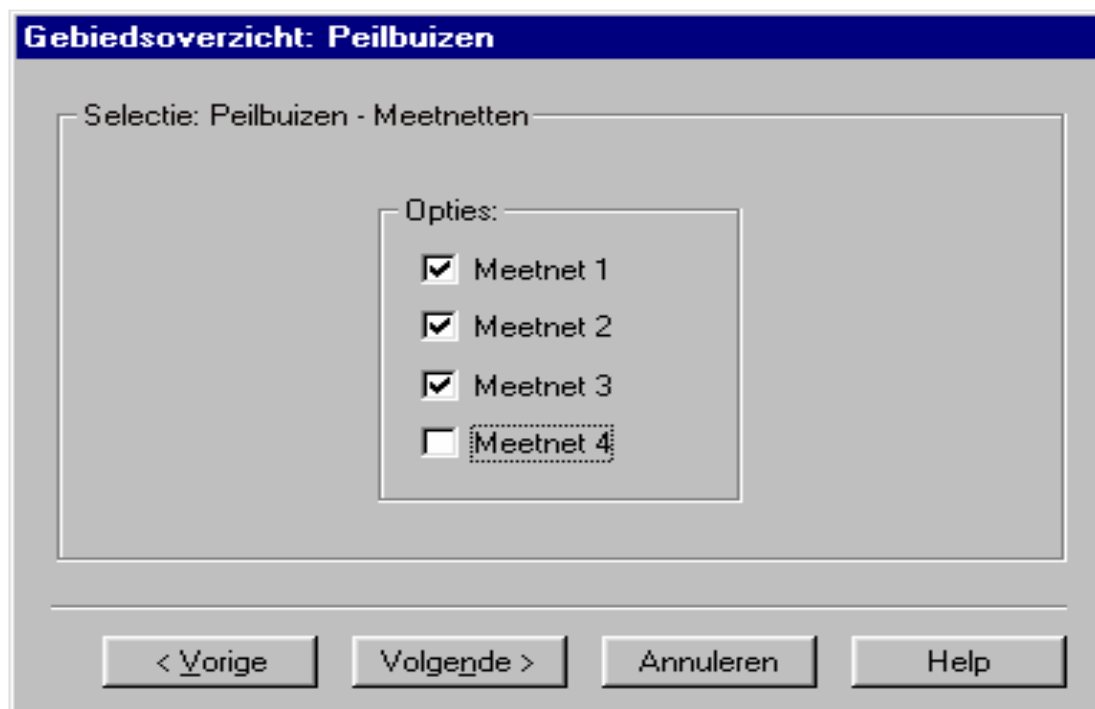 Gebiedsoverzicht: Peilbuizen
Selectie: Peilbuizen - Meetnetten
Opties:
Meetnet 1
Meetnet 2
Meetnet 3
Meetnet 4
< Vorige
Volgende >
Annuleren
Help